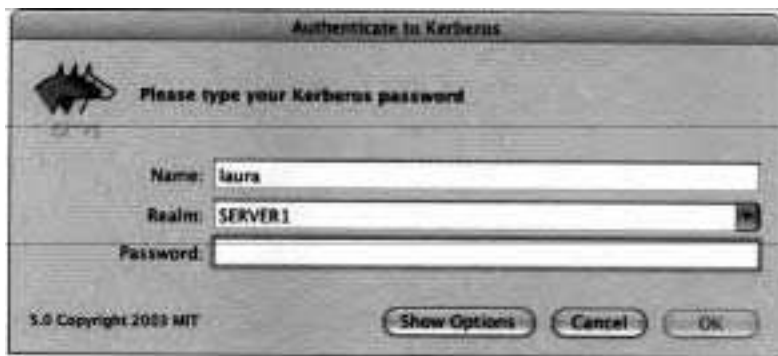 Authenticate to Kerberos
Please type your Kerberos password
Name: laura
Realm: SERVER1
Password:
5.0 Copyright 2003 MIT
Show Options
Cancel
OK